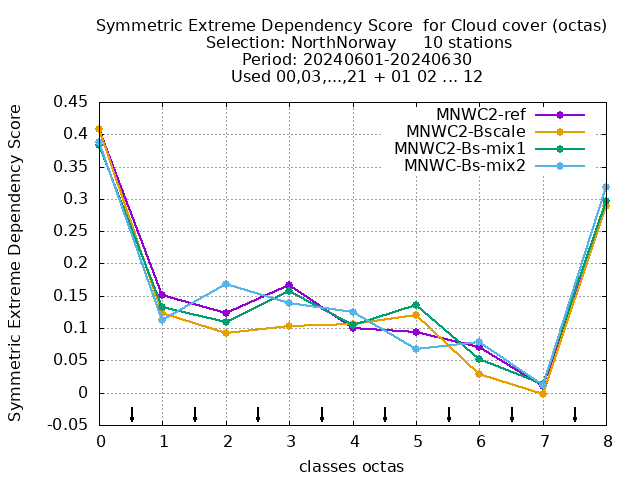 Symmetric Extreme Dependency Score  for Cloud cover (octas)
Selection: NorthNorway     10 stations
Period: 20240601-20240630
Used 00,03,...,21 + 01 02 ... 12
Symmetric Extreme Dependency Score
0.45
0.4
0.35
0.3
0.25
0.2
0.15
0.1
0.05
0
-0.05
MNWC2-ref
MNWC2-Bscale
MNWC2-Bs-mix1
MNWC-Bs-mix2
0 1 2 3 4 5 6 7 8
classes octas